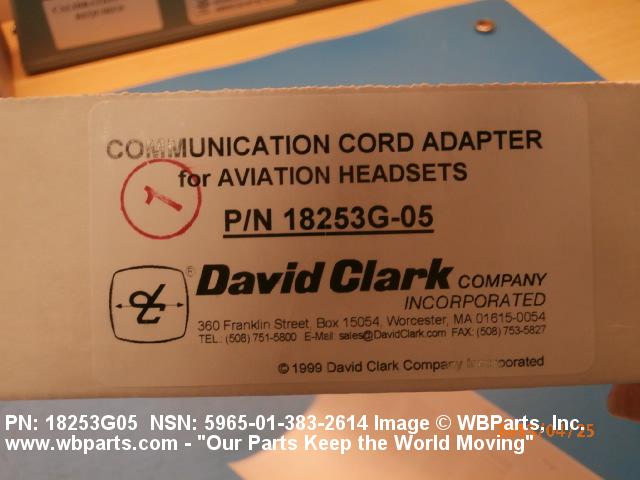 REQUIRED
COMMUNICATION CORD ADAPTER
for AVIATION HEADSETS
1
P/N 18253G-05
® David Clark COMPANY
INCORPORATED
360 Franklin Street, Box 15054, Worcester, MA 01615-0054
TEL.: (508) 751-5800 E-Mail: sales@DavidClark.com FAX: (508) 753-5827
© 1999 David Clark Company Incorporated
PN: 18253G05 NSN: 5965-01-383-2614 Image © WBParts, Inc.
www.wbparts.com - "Our Parts Keep the World Moving"